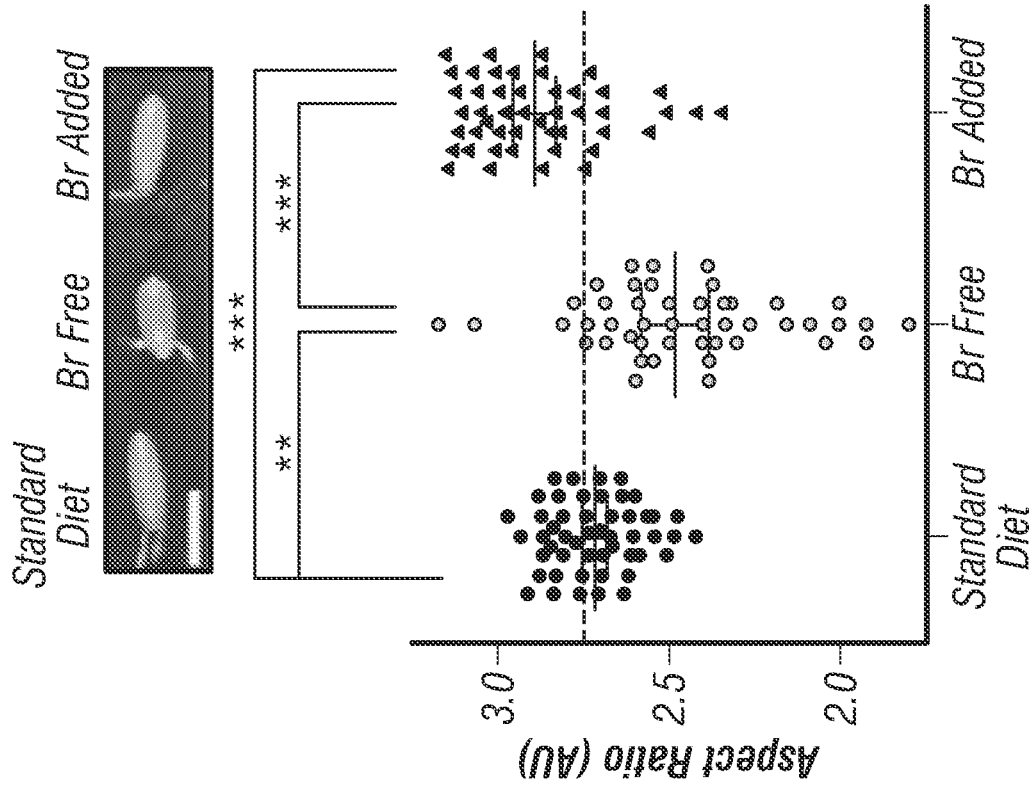 Standard
Diet
Br Free
Br Added
***
**
***
3.0
2.5
2.0
Aspect Ratio (AU)
Standard
Diet
Br Free
Br Added